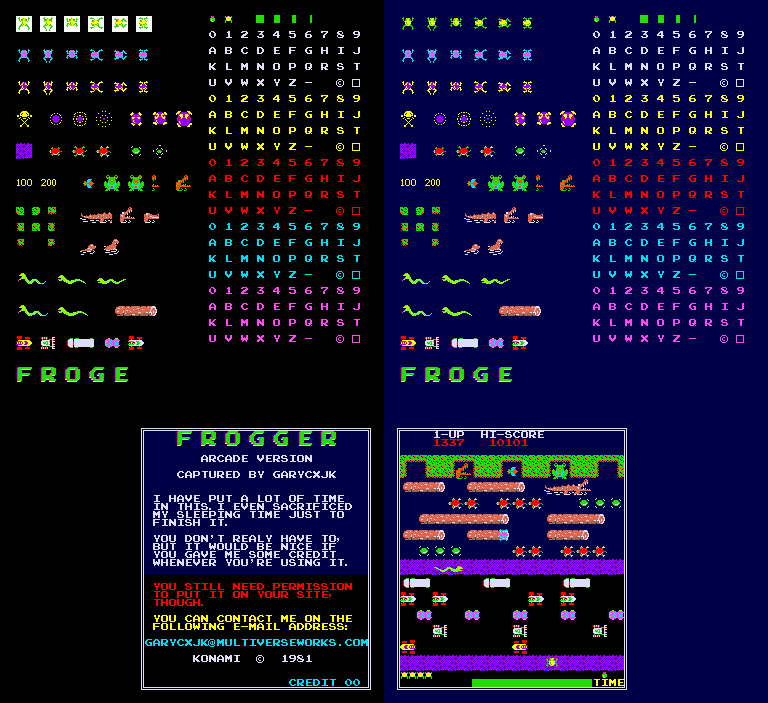 0 1 2 3 4 5 6 7 8 9
A B C D E F G H I J
K L M N O P Q R S T
U V W X Y Z - ©
0 1 2 3 4 5 6 7 8 9
A B C D E F G H I J
K L M N O P Q R S T
U V W X Y Z - ©
0 1 2 3 4 5 6 7 8 9
A B C D E F G H I J
K L M N O P Q R S T
U V W X Y Z - ©
0 1 2 3 4 5 6 7 8 9
A B C D E F G H I J
K L M N O P Q R S T
U V W X Y Z - ©
0 1 2 3 4 5 6 7 8 9
A B C D E F G H I J
K L M N O P Q R S T
U V W X Y Z - ©
100 200
FROGE
0 1 2 3 4 5 6 7 8 9
A B C D E F G H I J
K L M N O P Q R S T
U V W X Y Z - ©
0 1 2 3 4 5 6 7 8 9
A B C D E F G H I J
K L M N O P Q R S T
U V W X Y Z - ©
0 1 2 3 4 5 6 7 8 9
A B C D E F G H I J
K L M N O P Q R S T
U V W X Y Z - ©
0 1 2 3 4 5 6 7 8 9
A B C D E F G H I J
K L M N O P Q R S T
U V W X Y Z - ©
0 1 2 3 4 5 6 7 8 9
A B C D E F G H I J
K L M N O P Q R S T
U V W X Y Z - ©
100 200
FROGE
FROGGER
ARCADE VERSION
CAPTURED BY GARYCXJK
I HAVE PUT A LOT OF TIME
IN THIS. I EVEN SACRIFICED
MY SLEEPING TIME JUST TO
FINISH IT.
YOU DON'T REALY HAVE TO,
BUT IT WOULD BE NICE IF
YOU GAVE ME SOME CREDIT
WHENEVER YOU'RE USING IT.
YOU STILL NEED PERMISSION
TO PUT IT ON YOUR SITE,
THOUGH.
YOU CAN CONTACT ME ON THE
FOLLOWING E-MAIL ADDRESS:
GARYCXJK@MULTIVERSEWORKS.COM
KONAMI © 1981
CREDIT 00
1-UP HI-SCORE
1337 10101
TIME